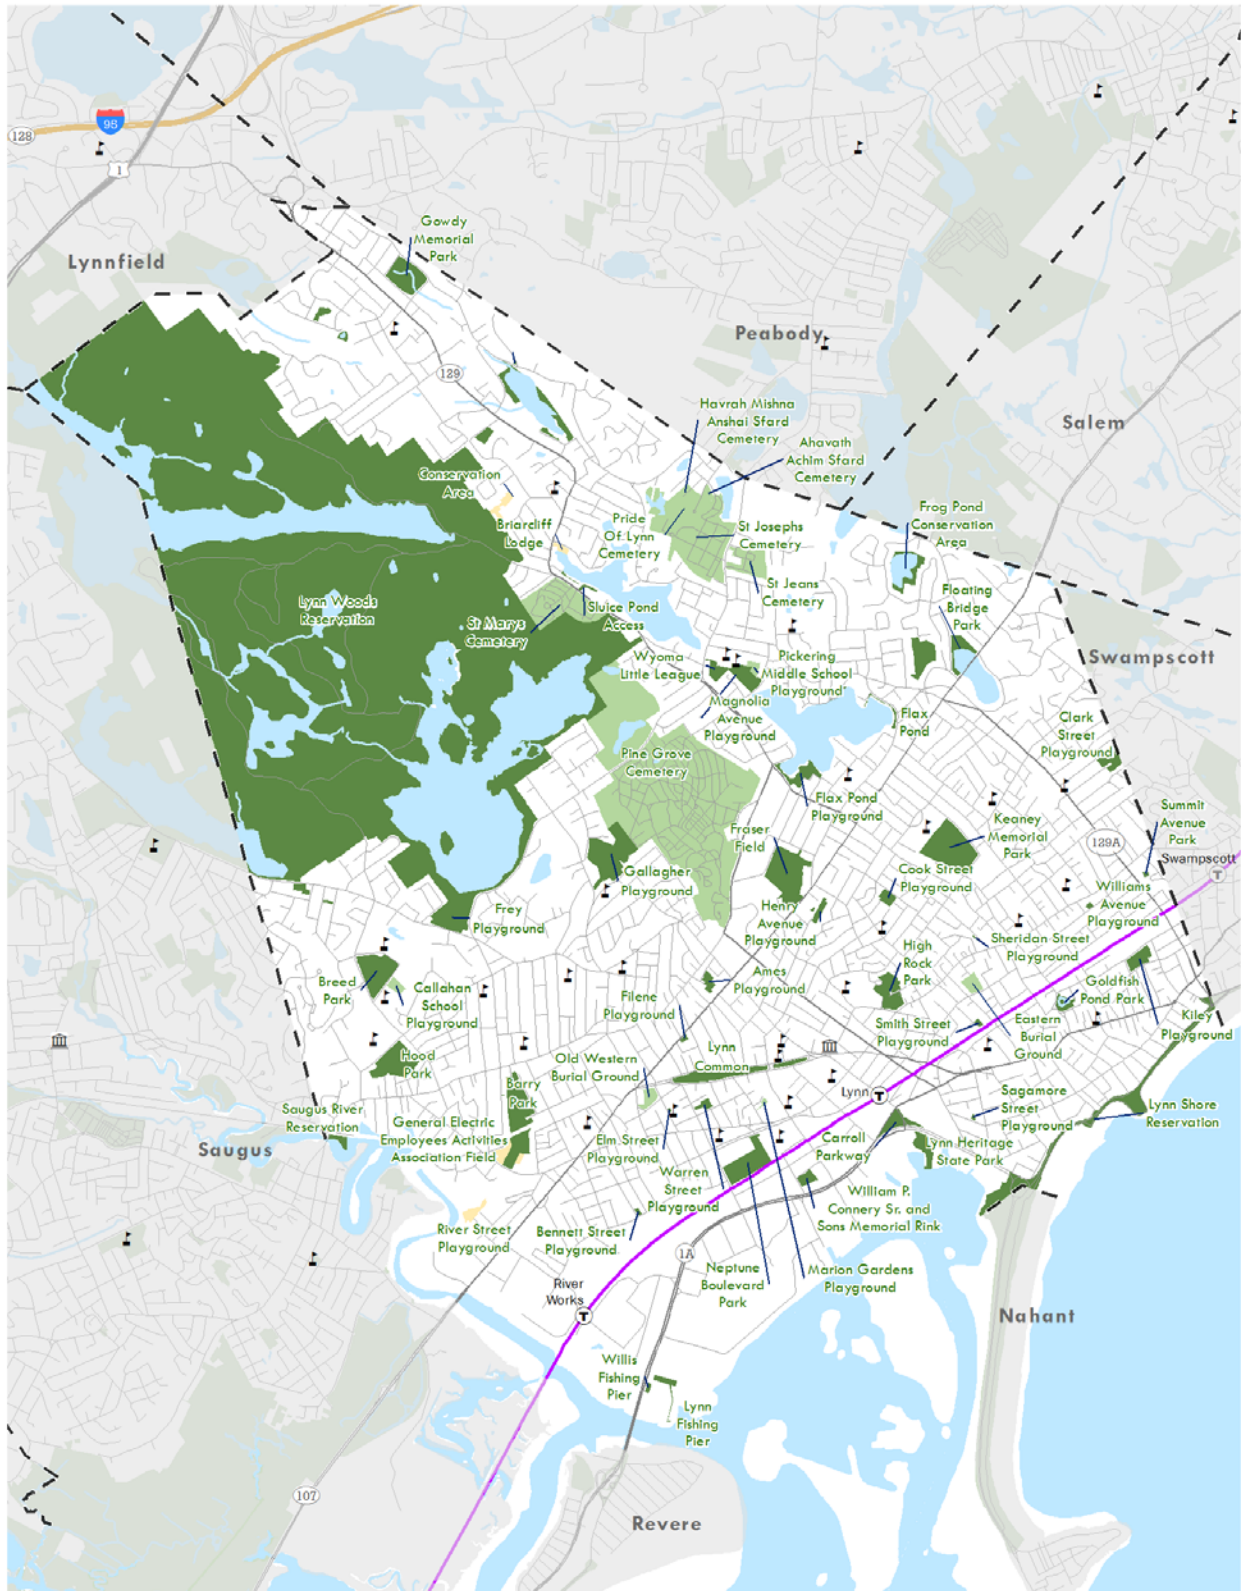 95
128
1
Gowdy
Memorial
Park
Lynnfield
Peabody
129
Salem
Havrah Mishna
Anshai Sfard
Cemetery
Ahavath
Achim Sfard
Cemetery
Conservation
Area
Briarcliff
Lodge
Pride
Of Lynn
Cemetery
St Josephs
Cemetery
Frog Pond
Conservation
Area
St Jeans
Cemetery
Floating
Bridge
Park
Lynn Woods
Reservation
St Marys
Cemetery
Sluice Pond
Access
Wyoma
Little League
Pickering
Middle School
Playground
Swampscott
Magnolia
Avenue
Playground
Flax
Pond
Clark
Street
Playground
Pine Grove
Cemetery
Flax Pond
Playground
Summit
Avenue
Park
Fraser
Field
Keaney
Memorial
Park
129A
Swampscott
T
Gallagher
Playground
Cook Street
Playground
Williams
Avenue
Playground
Frey
Playground
Henry
Avenue
Playground
Sheridan Street
Playground
High
Rock
Park
Breed
Park
Callahan
School
Playground
Ames
Playground
Goldfish
Pond Park
Filene
Playground
Smith Street
Playground
Eastern
Burial
Ground
Kiley
Playground
Hood
Park
Old Western
Burial Ground
Lynn
Common
Barry
Park
Lynn
T
Sagamore
Street
Playground
Lynn Shore
Reservation
Saugus River
Reservation
General Electric
Employees Activities
Association Field
Saugus
Elm Street
Playground
Carroll
Parkway
Lynn Heritage
State Park
Warren
Street
Playground
William P.
Connery Sr. and
Sons Memorial Rink
River Street
Playground
Bennett Street
Playground
1A
Neptune
Boulevard
Park
Marion Gardens
Playground
River
Works
T
Nahant
Willis
Fishing
Pier
Lynn
Fishing
Pier
107
Revere